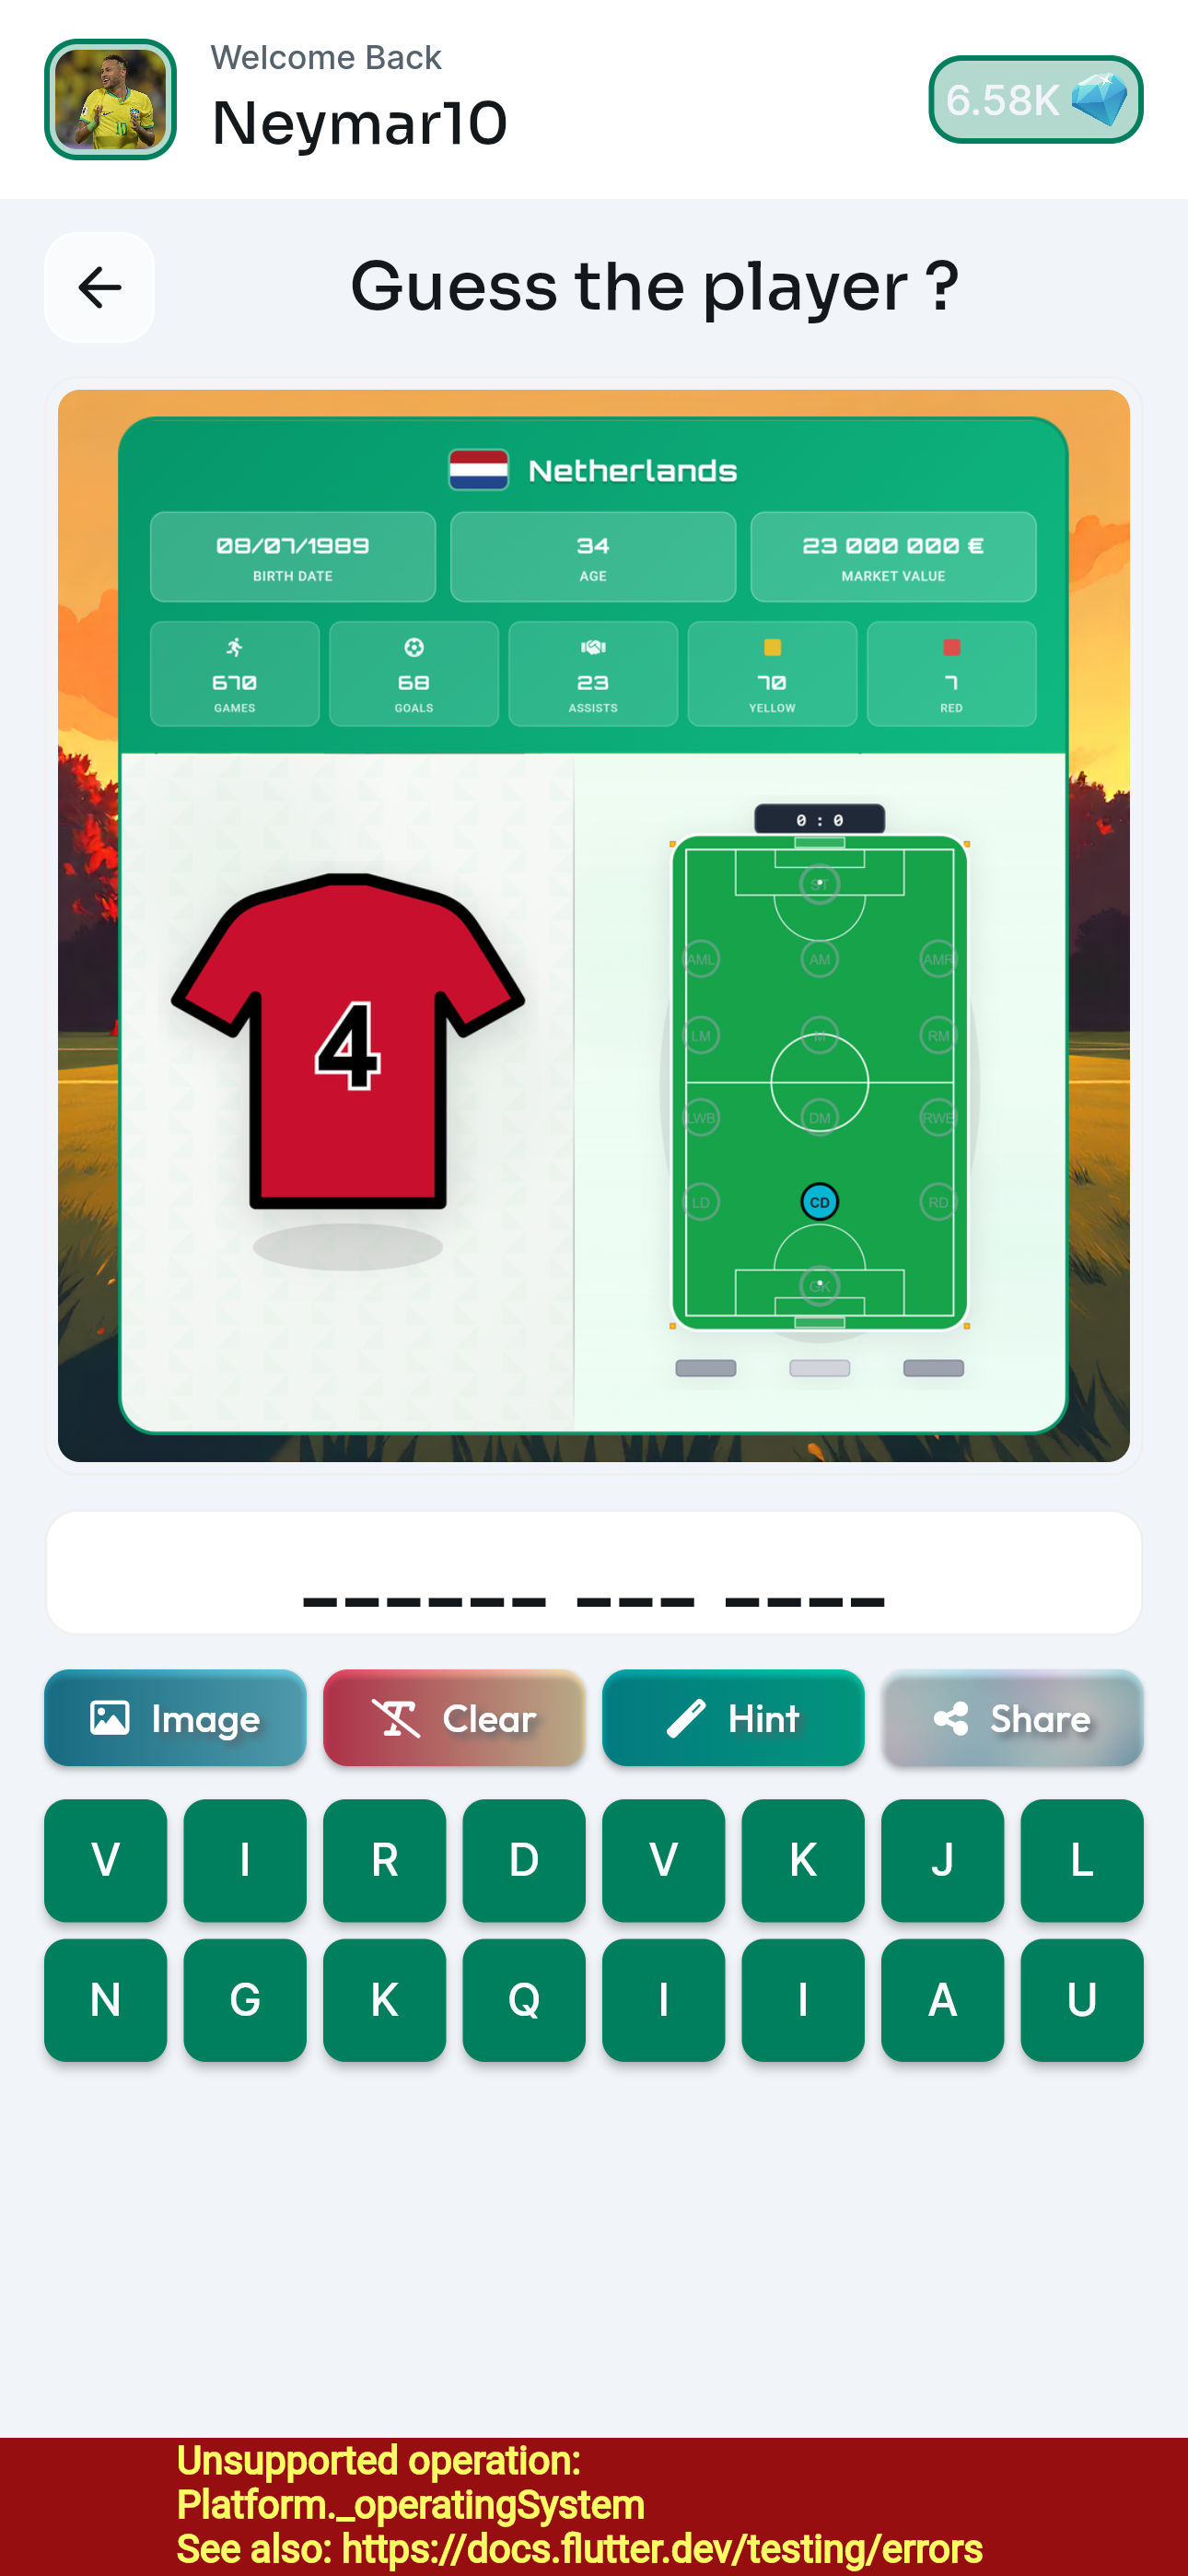 Welcome Back
Neymar10
6.58K
Guess the player ?
Netherlands
08/07/1989
BIRTH DATE
34
AGE
23 000 000 €
MARKET VALUE
670
GAMES
68
GOALS
23
ASSISTS
70
YELLOW
7
RED
4
0 : 0
ST
AML AM AMR
LM M RM
LWB DM RWB
LD CD RD
GK
______ ___ ____
Image
Clear
Hint
Share
V I R D V K J L
N G K Q I I A U
Unsupported operation:
Platform._operatingSystem
See also: https://docs.flutter.dev/testing/errors